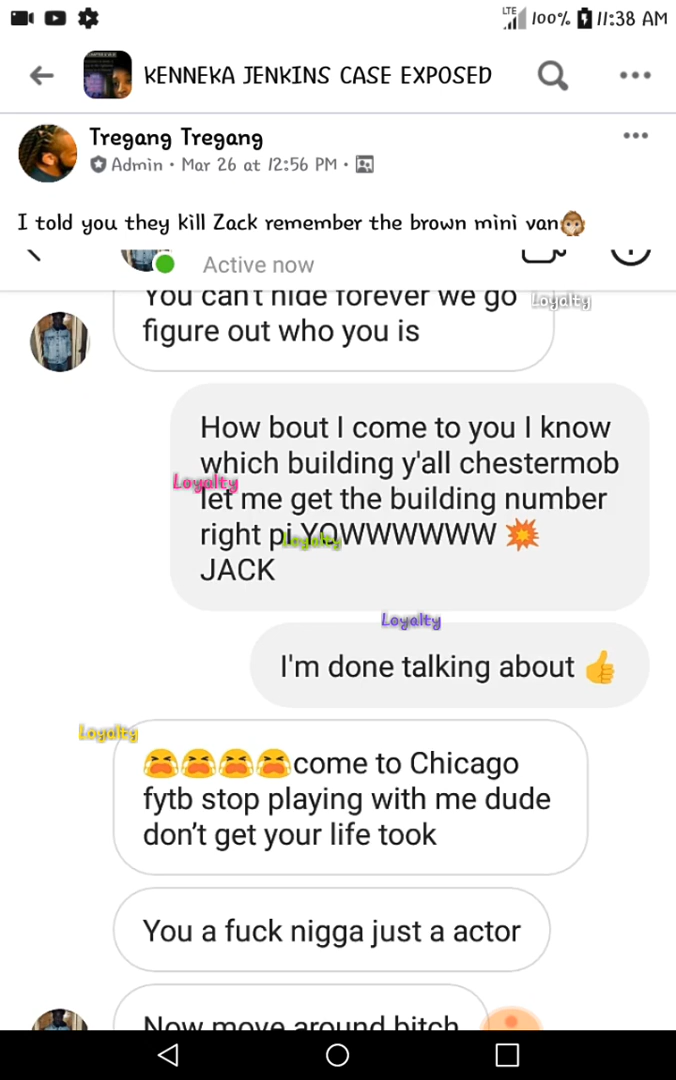 LTE 100% 11:38 AM
KENNEKA JENKINS CASE EXPOSED
Tregang Tregang
Admin · Mar 26 at 12:56 PM ·
I told you they kill Zack remember the brown mini van🙊
Active now
You can't hide forever we go
figure out who you is
Loyalty
How bout I come to you I know
which building y'all chestermob
Loyalty
let me get the building number
right pi YOWWWWWW 💥
Loyalty
JACK
Loyalty
I'm done talking about 👍
Loyalty
😫😫😫😫come to Chicago
fytb stop playing with me dude
don't get your life took
You a fuck nigga just a actor
Now move around bitch